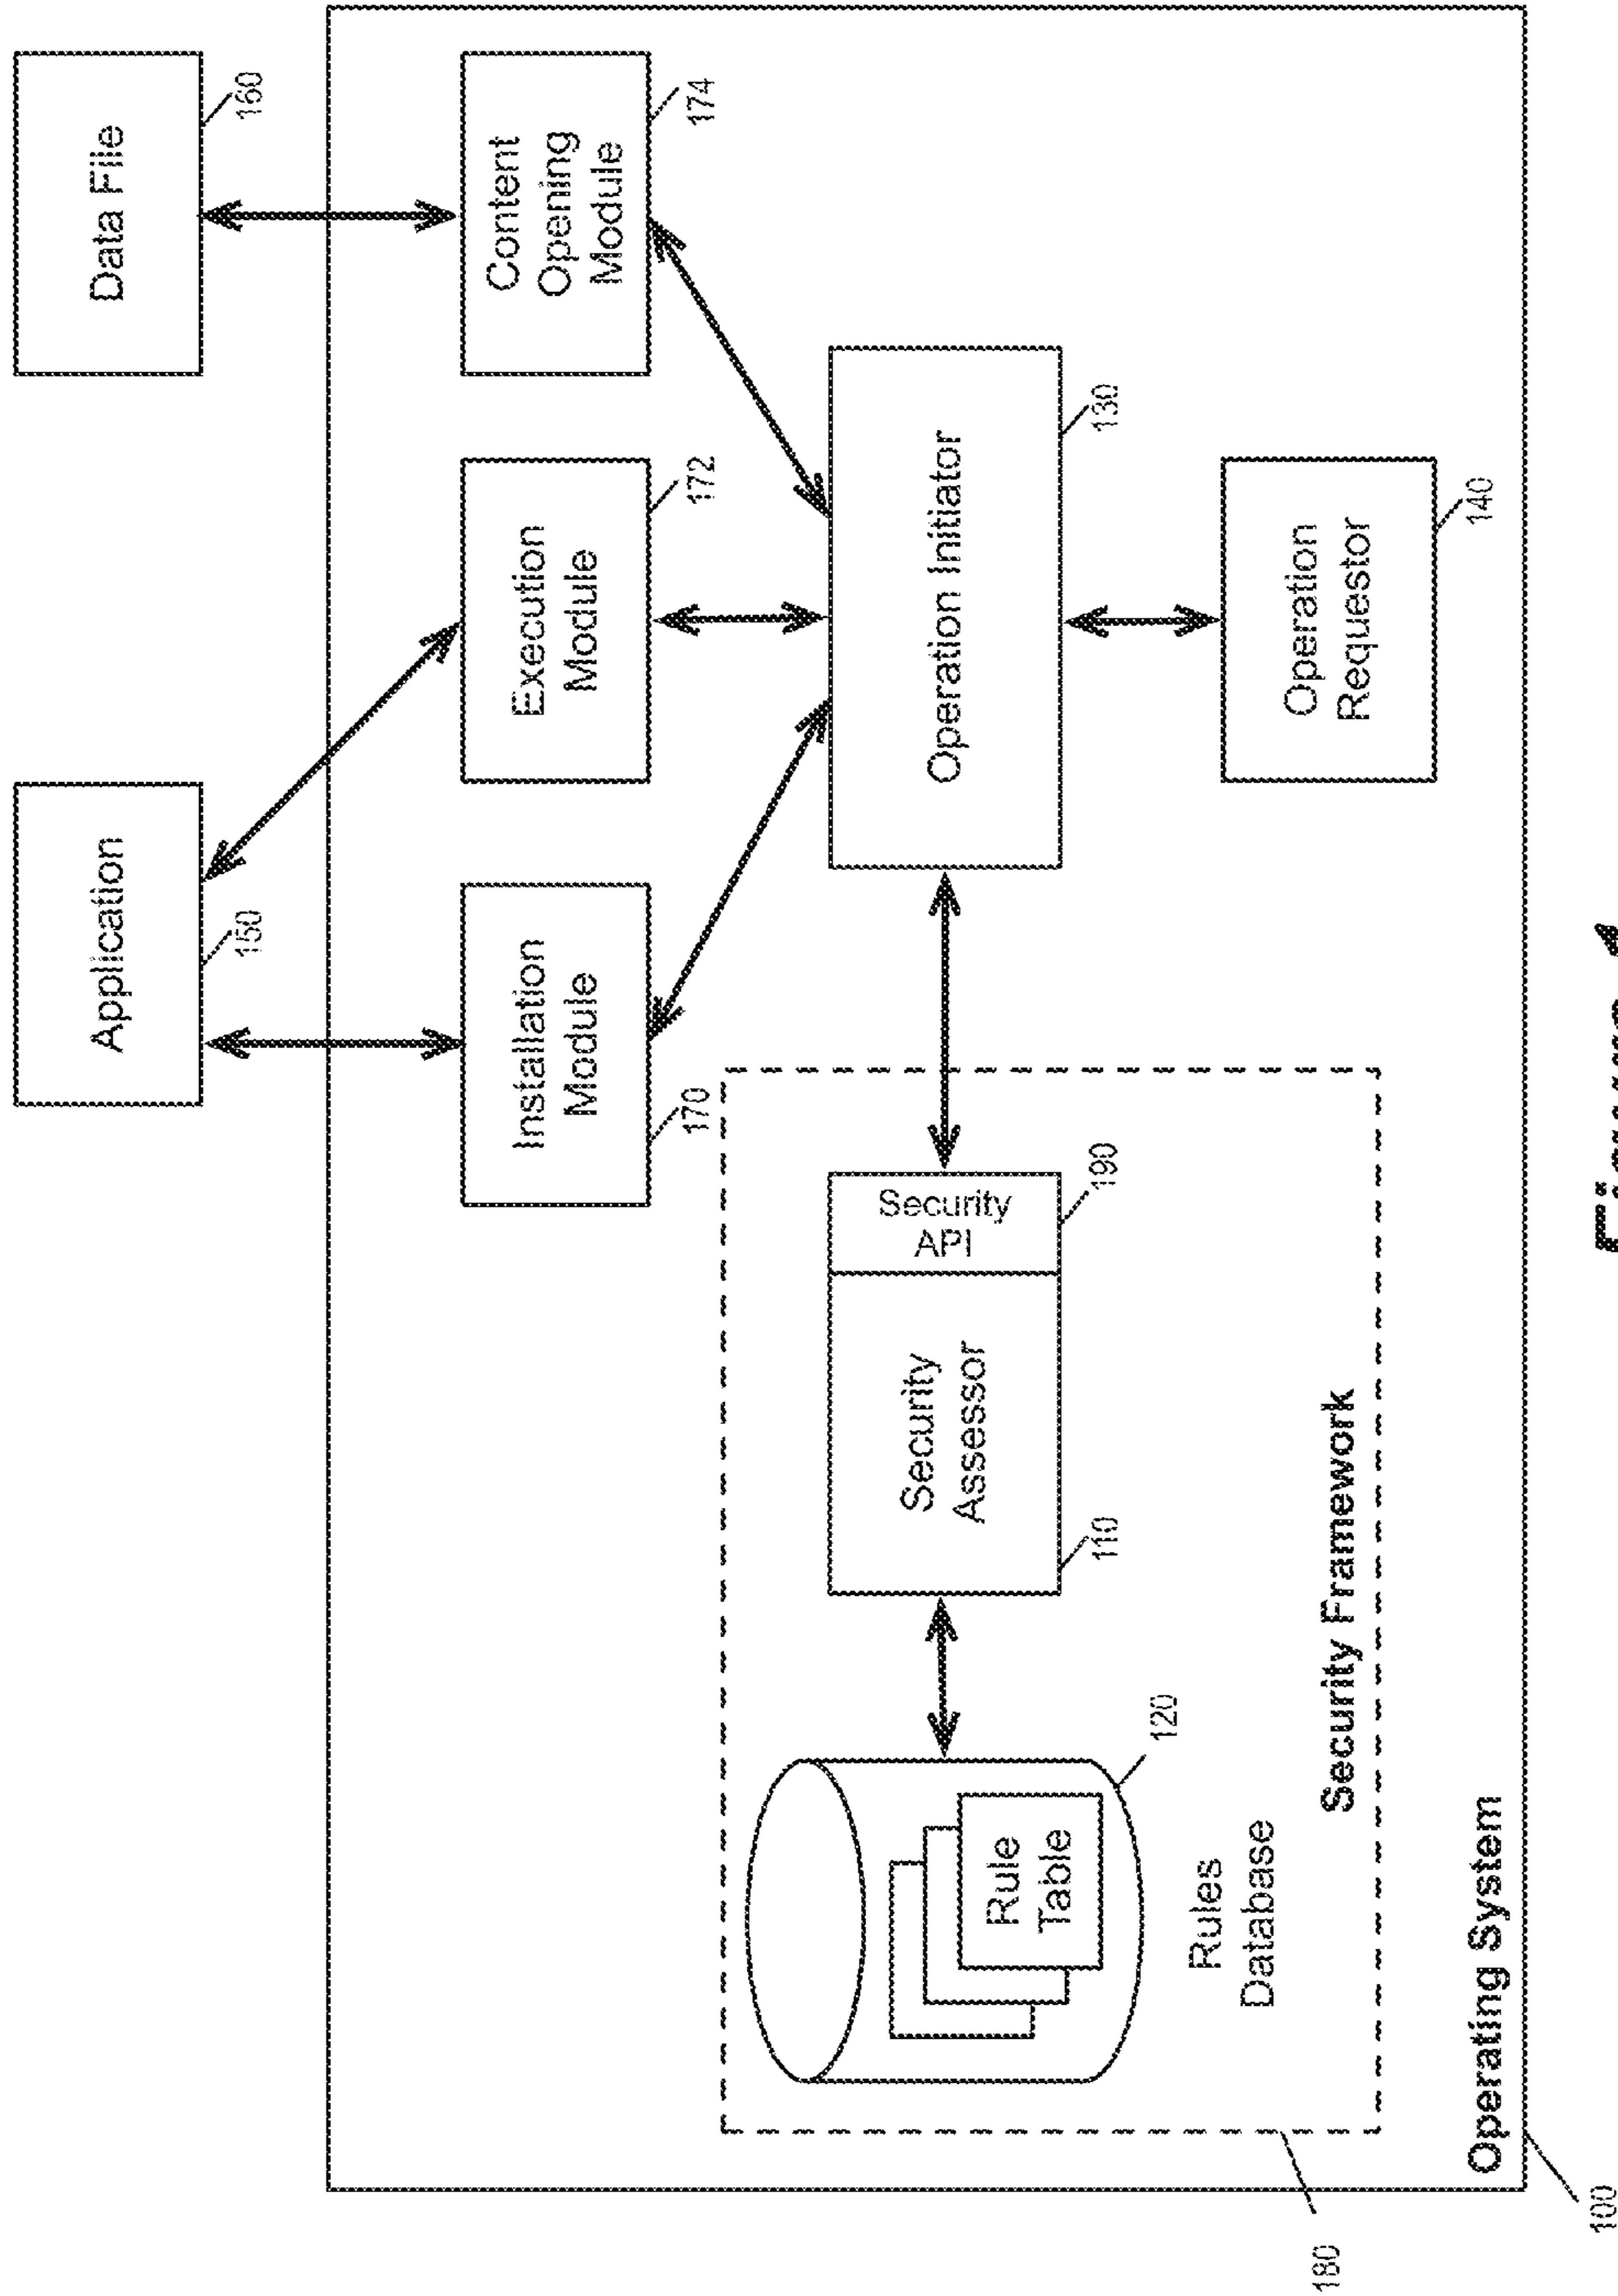 Application
150
Data File
160
Installation
Module
170
Execution
Module
172
Content
Opening
Module
174
Rule
Table
120
Rules
Database
Security
Assessor
110
Security
API
190
Operation Initiator
130
Operation
Requestor
140
Security Framework
180
Operating System
100